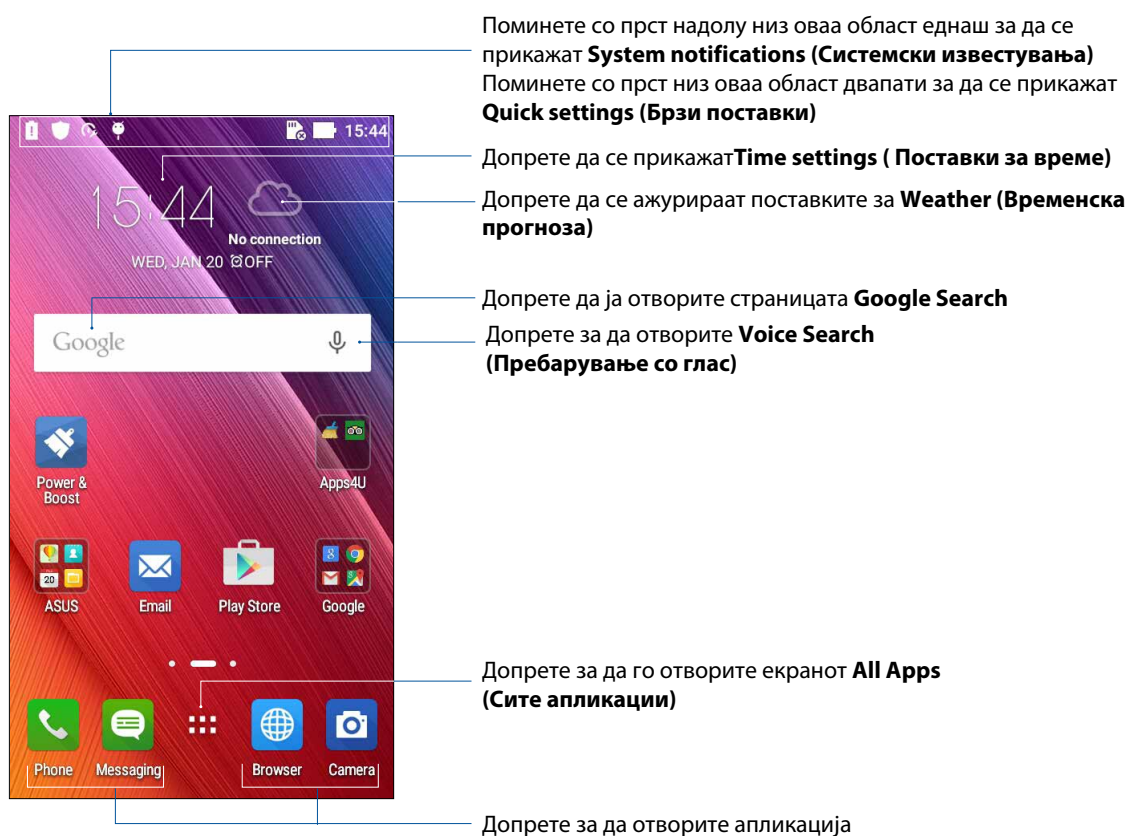 Поминете со прст надолу низ оваа област еднаш за да се
прикажат System notifications (Системски известувања)
Поминете со прст низ оваа област двапати за да се прикажат
Quick settings (Брзи поставки)
15:44
Допрете да се прикажатTime settings ( Поставки за време)
15:44
Допрете да се ажурираат поставките за Weather (Временска
прогноза)
No connection
WED, JAN 20 OFF
Допрете да ја отворите страницата Google Search
Google
Допрете за да отворите Voice Search
(Пребарување со глас)
Power &
Boost
Apps4U
20
8
ASUS
Email
Play Store
Google
Допрете за да го отворите екранот All Apps
(Сите апликации)
Phone
Messaging
Browser
Camera
Допрете за да отворите апликација